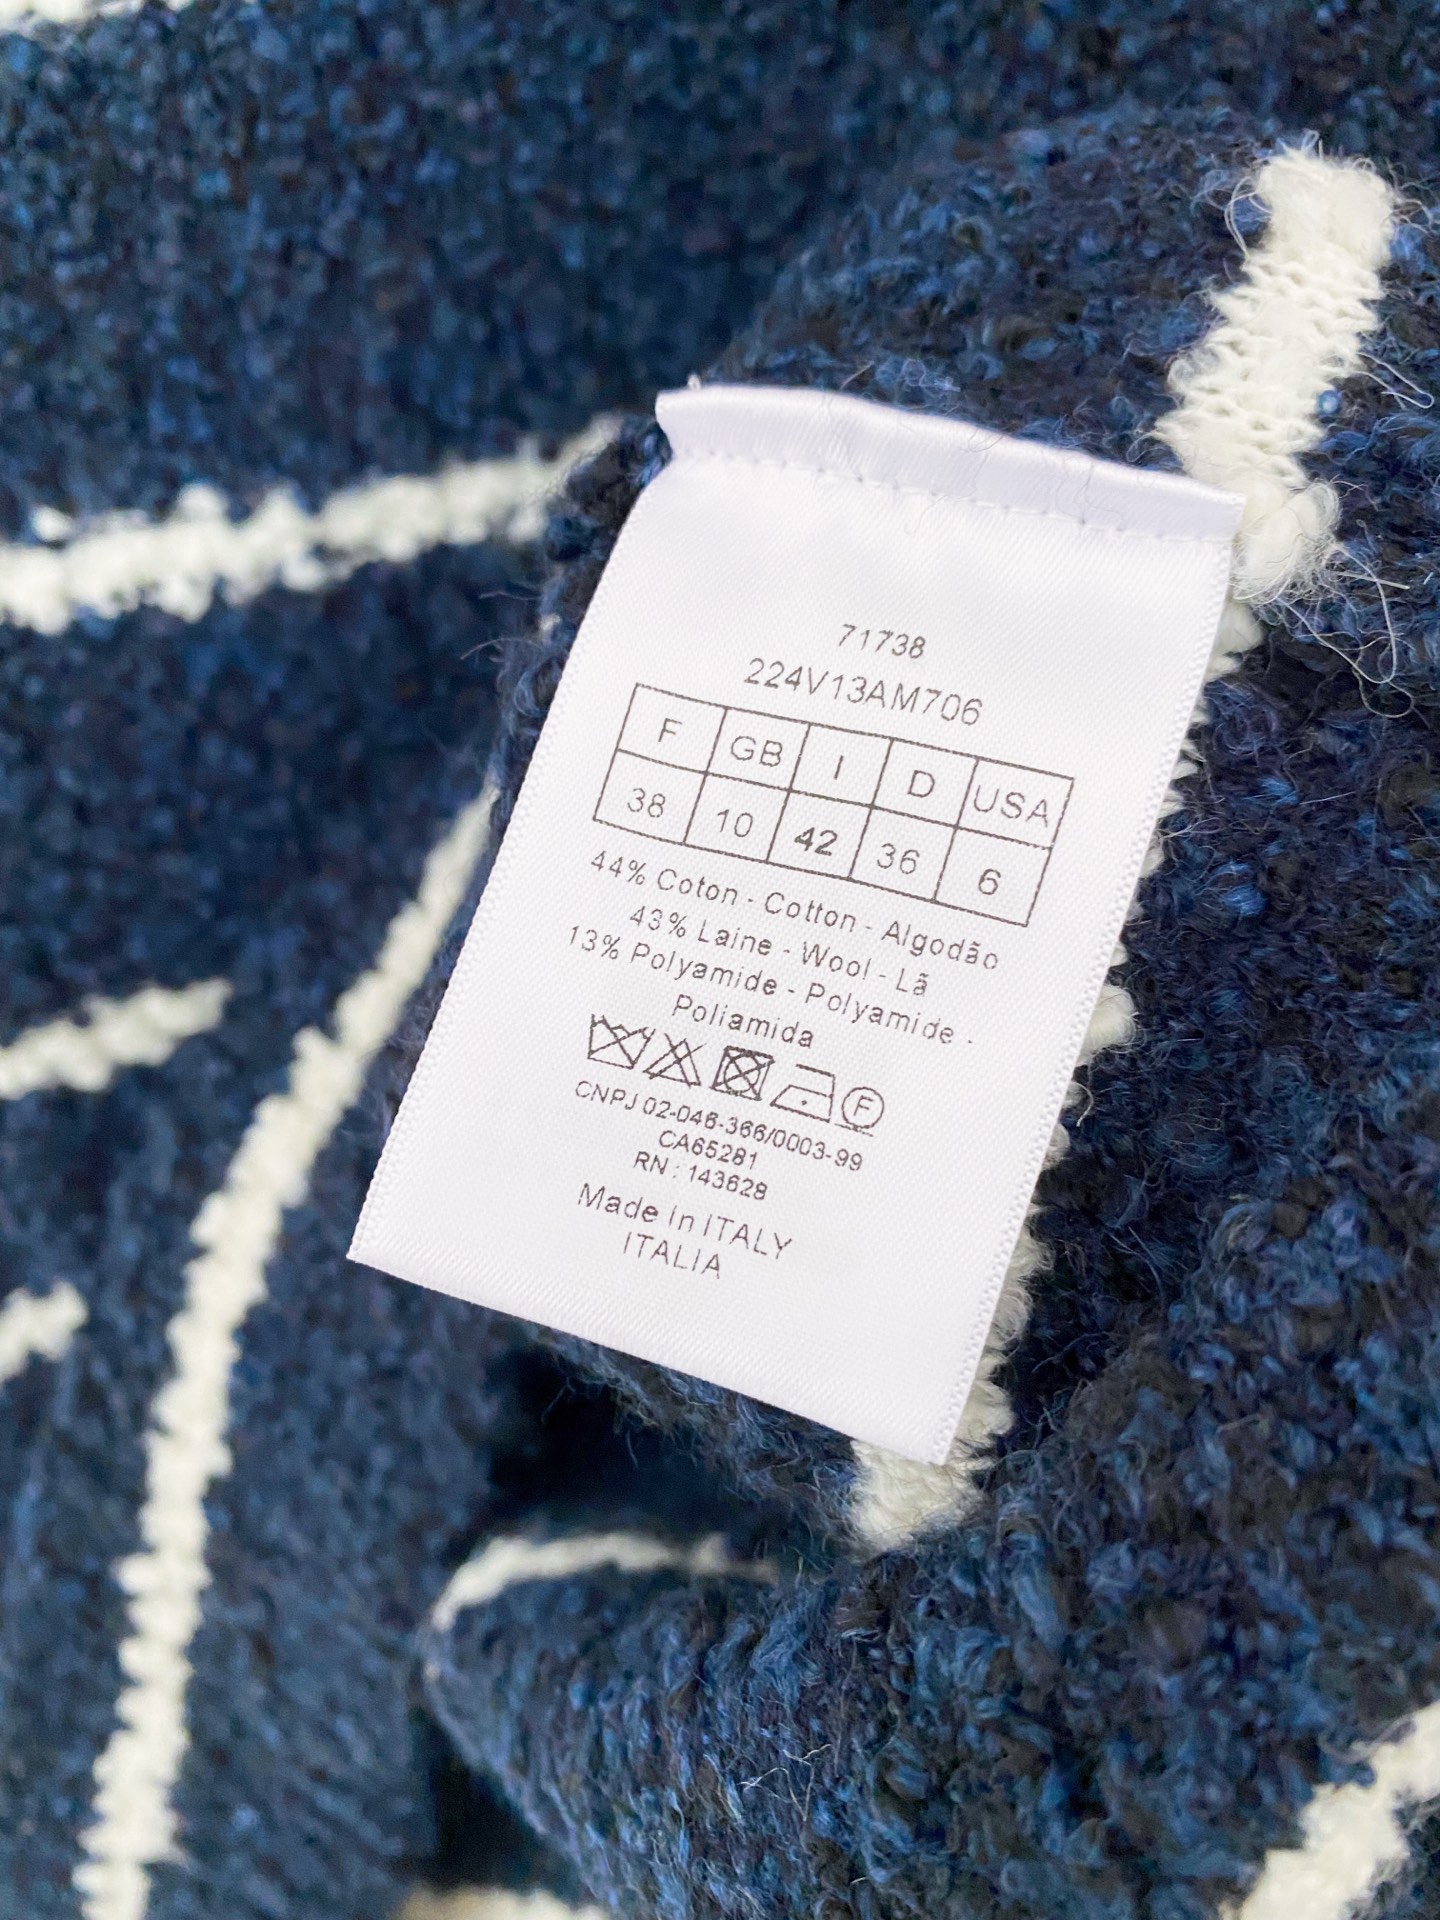 71738
224V13AM706
F GB I D USA
38 10 42 36 6
44% Coton - Cotton - Algodão
43% Laine - Wool - Lã
13% Polyamide - Polyamide -
Poliamida
F
CNPJ 02-046-366/0003-99
CA65281
RN : 143628
Made in ITALY
ITALIA